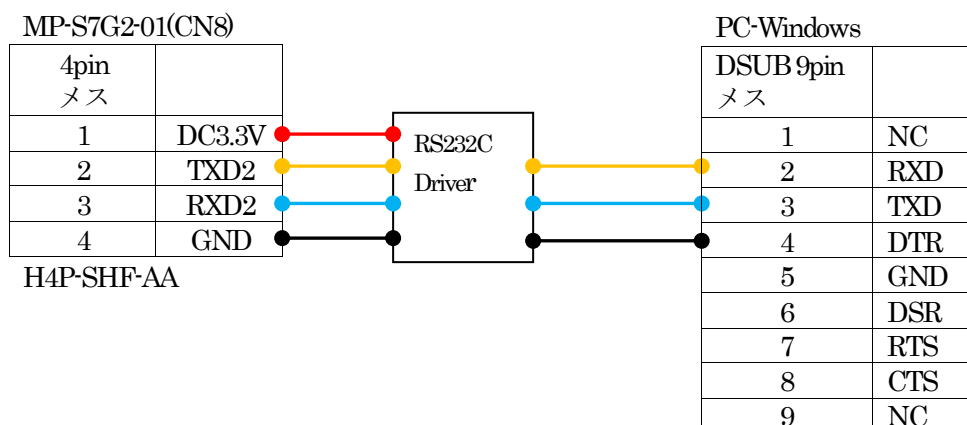 MP-S7G2-01(CN8)
4pin
メス
1 DC3.3V
2 TXD2
3 RXD2
4 GND
H4P-SHF-AA
RS232C
Driver
PC-Windows
DSUB 9pin
メス
1 NC
2 RXD
3 TXD
4 DTR
5 GND
6 DSR
7 RTS
8 CTS
9 NC